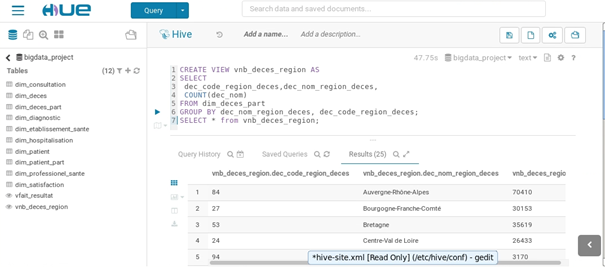 HUE
Query
Search data and saved documents...
bigdata_project
Hive
Add a name...
Add a description...
Tables
(12)
47.75s
bigdata_project
text
?
dim_consultation
dim_deces
dim_deces_part
dim_diagnostic
dim_etablissement_sante
dim_hospitalisation
dim_patient
dim_patient_part
dim_professionel_sante
dim_satisfaction
vfait_resultat
vnb_deces_region
1 CREATE VIEW vnb_deces_region AS
2 SELECT
3 dec_code_region_deces,dec_nom_region_deces,
4 COUNT(dec_nom)
5 FROM dim_deces_part
6 GROUP BY dec_nom_region_deces, dec_code_region_deces;
7 SELECT * from vnb_deces_region;
Query History
Saved Queries
Results (25)
vnb_deces_region.dec_code_region_deces
vnb_deces_region.dec_nom_region_deces
vnb_deces_regio
1 84 Auvergne-Rhône-Alpes 70410
2 27 Bourgogne-Franche-Comté 30153
3 53 Bretagne 35619
4 24 Centre-Val de Loire 26433
5 94 3170
*hive-site.xml [Read Only] (/etc/hive/conf) - gedit